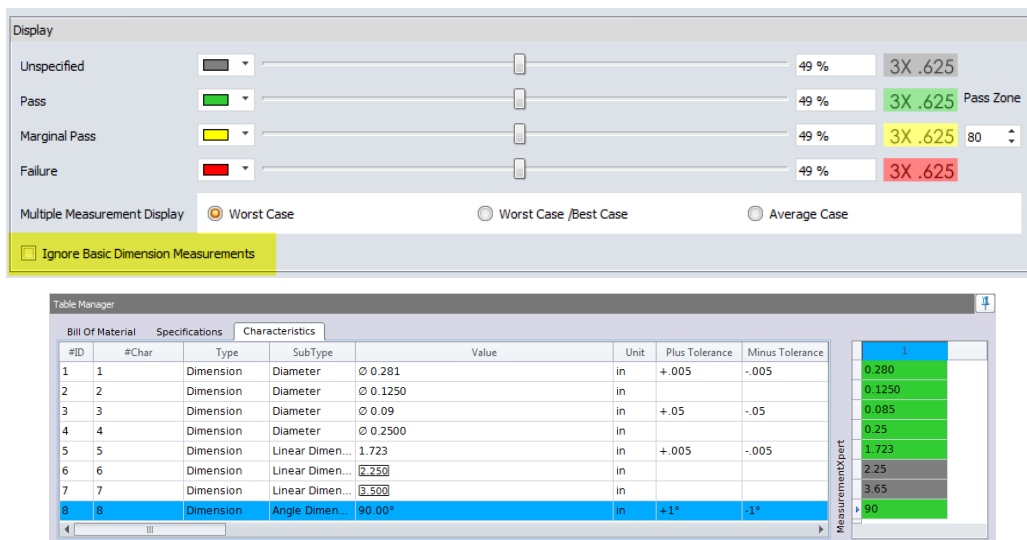 Display
Unspecified 49 % 3X .625
Pass 49 % 3X .625 Pass Zone
Marginal Pass 49 % 3X .625 80
Failure 49 % 3X .625
Multiple Measurement Display Worst Case Worst Case /Best Case Average Case
Ignore Basic Dimension Measurements
Table Manager
Bill Of Material Specifications Characteristics
#ID #Char Type SubType Value Unit Plus Tolerance Minus Tolerance 1
1 1 Dimension Diameter Ø 0.281 in +.005 -.005 0.280
2 2 Dimension Diameter Ø 0.1250 in 0.1250
3 3 Dimension Diameter Ø 0.09 in +.05 -.05 0.085
4 4 Dimension Diameter Ø 0.2500 in 0.25
5 5 Dimension Linear Dimen... 1.723 in +.005 -.005 1.723
6 6 Dimension Linear Dimen... 2.250 in 2.25
7 7 Dimension Linear Dimen... 3.500 in 3.65
8 8 Dimension Angle Dimen... 90.00° in +1° -1° 90
MeasurementXpert